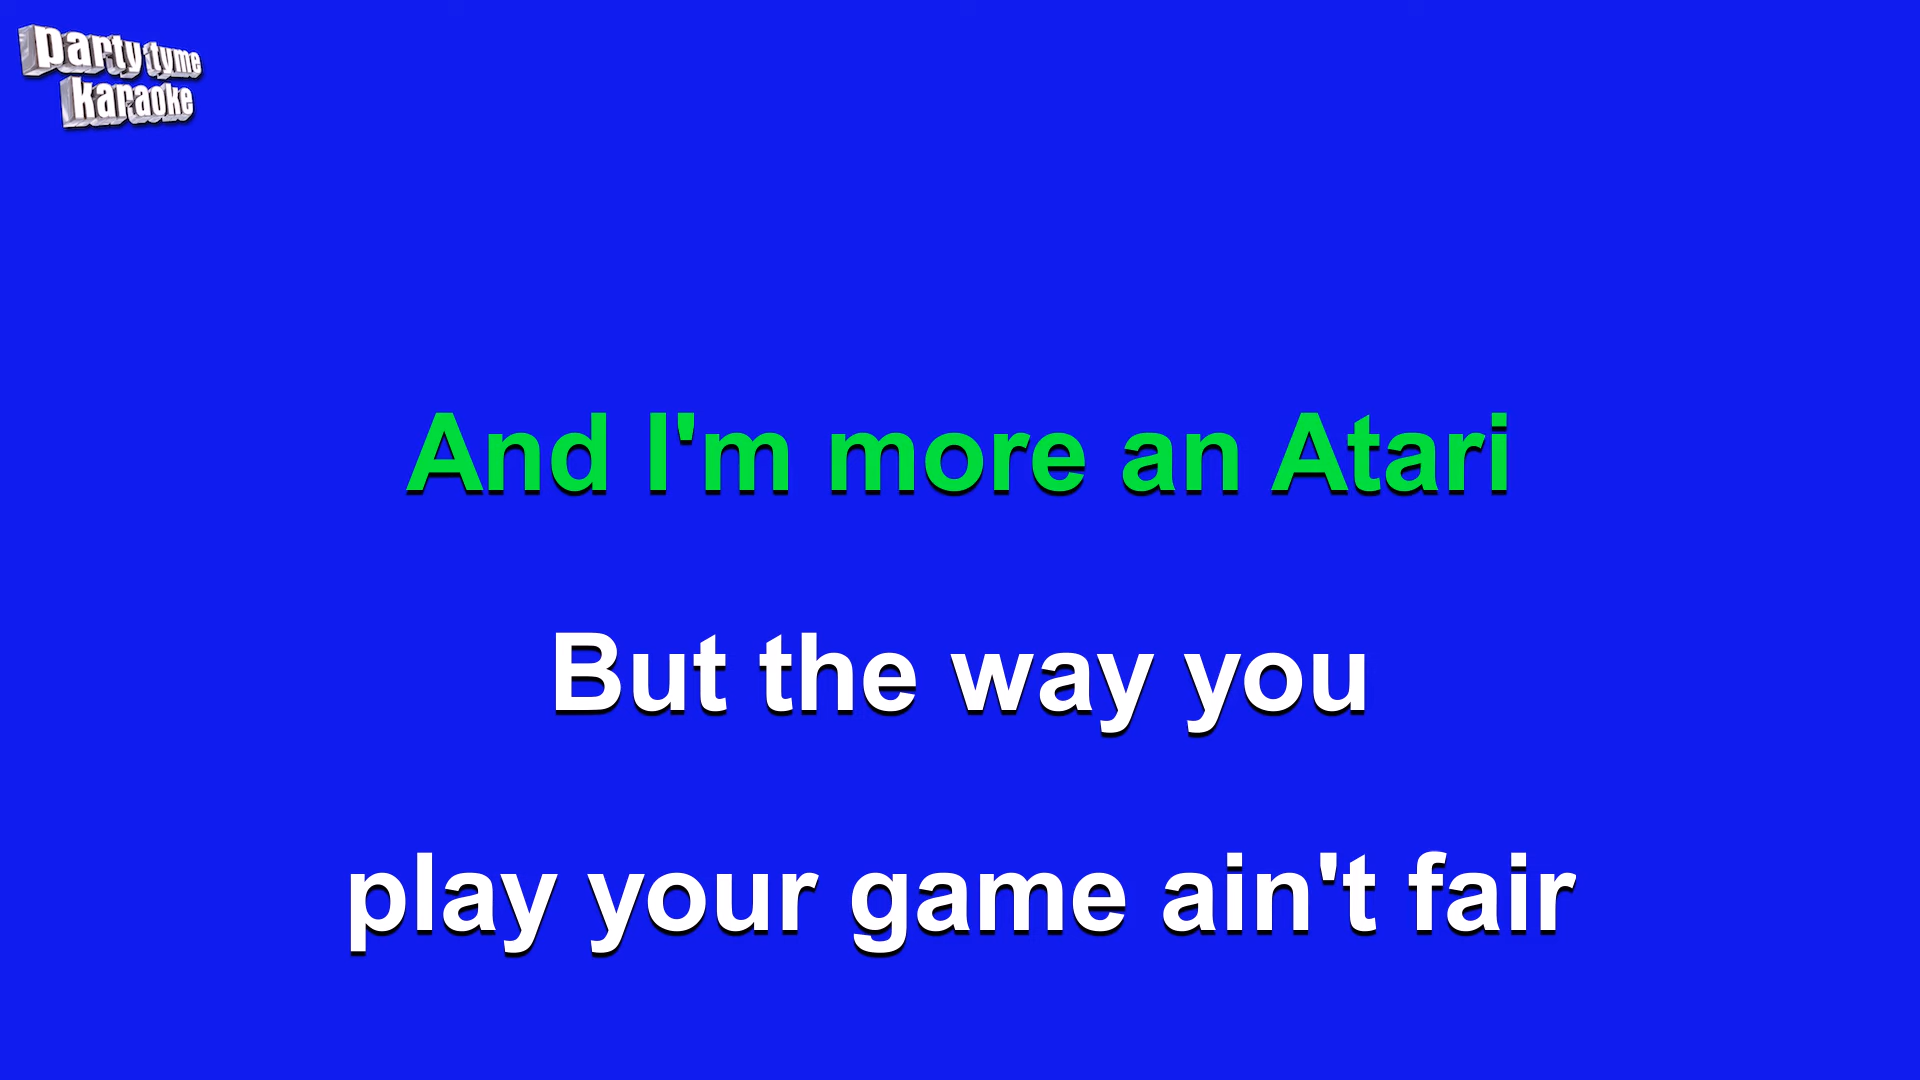 party tyme
karaoke
And I'm more an Atari
But the way you
play your game ain't fair